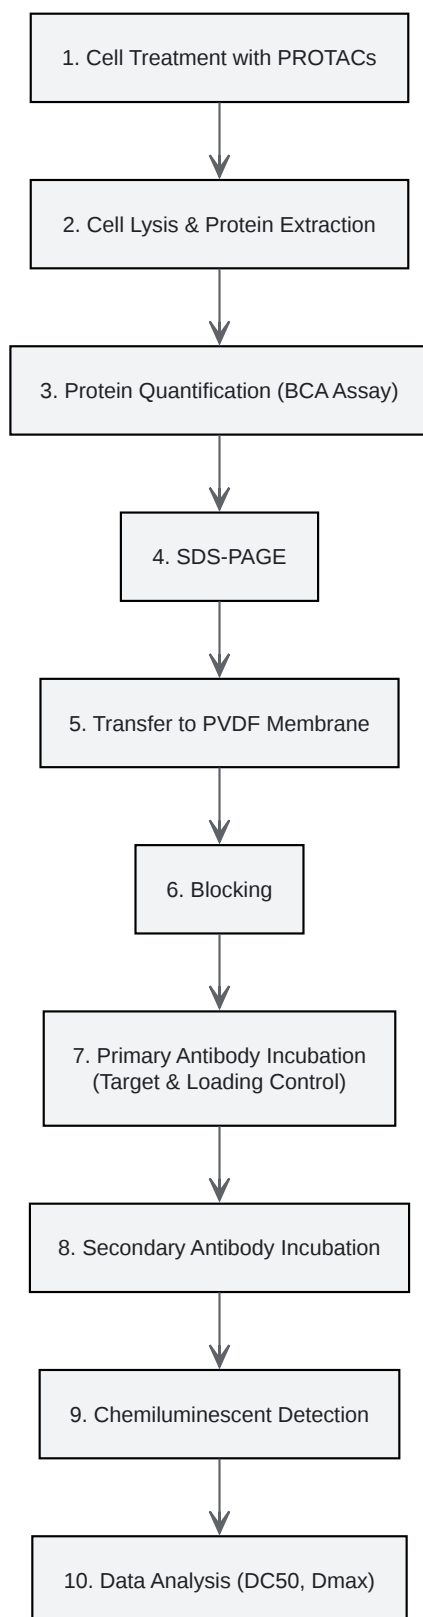 1. Cell Treatment with PROTACs
2. Cell Lysis & Protein Extraction
3. Protein Quantification (BCA Assay)
4. SDS-PAGE
5. Transfer to PVDF Membrane
6. Blocking
7. Primary Antibody Incubation
(Target & Loading Control)
8. Secondary Antibody Incubation
9. Chemiluminescent Detection
10. Data Analysis (DC50, Dmax)